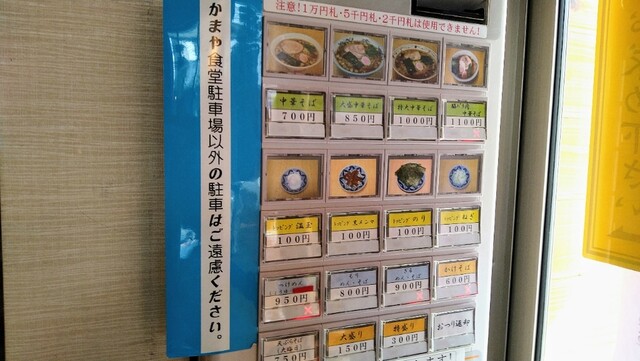 かまや食堂駐車場以外の駐車はご遠慮ください。
注意!1万円札・5千円札・2千円札は使用できません!
中華そば
700円
大盛中華そば
850円
特大中華そば
1000円
中華そば
1100円
トッピング 温玉
100円
トッピング 太メンマ
100円
トッピング のり
100円
トッピング ねぎ
100円
つけめん
950円
800円
900円
かけそば
600円
大盛り
150円
特盛り
300円
おつり返却